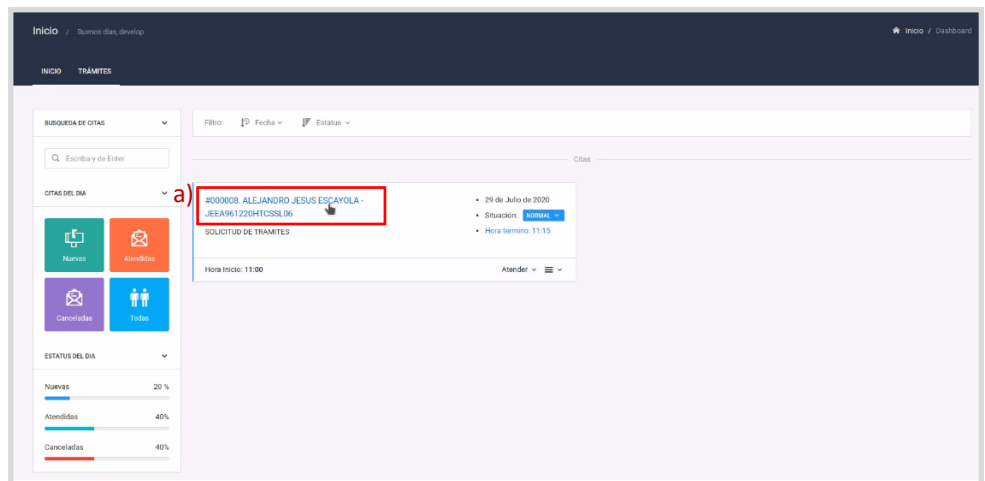 Inicio / Buenos días, develop
Inicio / Dashboard
INICIO TRÁMITES
BUSQUEDA DE CITAS
Escriba y de Enter
CITAS DEL DIA
Nuevas
Atendidas
Canceladas
Todas
ESTATUS DEL DIA
Nuevas 20 %
Atendidas 40%
Canceladas 40%
Filtro: Fecha Estatus
Citas
a)
#000008. ALEJANDRO JESUS ESCAYOLA -
JEEA961220HTCSSL06
SOLICITUD DE TRAMITES
29 de Julio de 2020
Situación: NORMAL
Hora termino: 11:15
Hora Inicio: 11:00
Atender